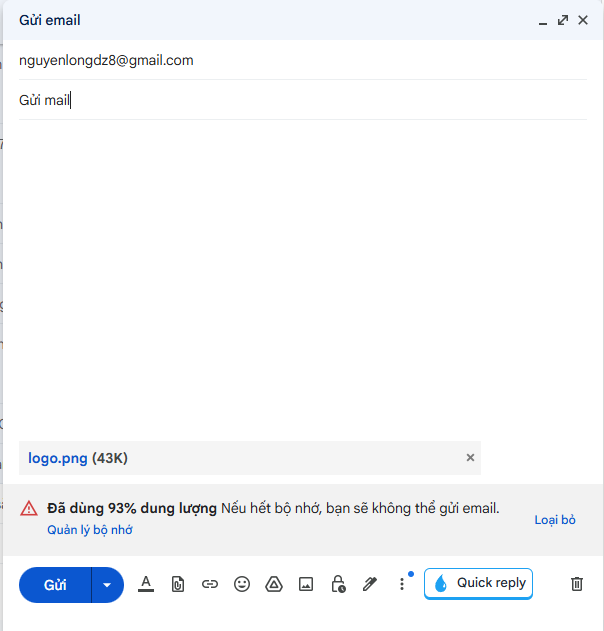 Gửi email
nguyenlongdz8@gmail.com
Gửi mail
logo.png (43K)
Đã dùng 93% dung lượng Nếu hết bộ nhớ, bạn sẽ không thể gửi email.
Quản lý bộ nhớ
Loại bỏ
Gửi
A
Quick reply